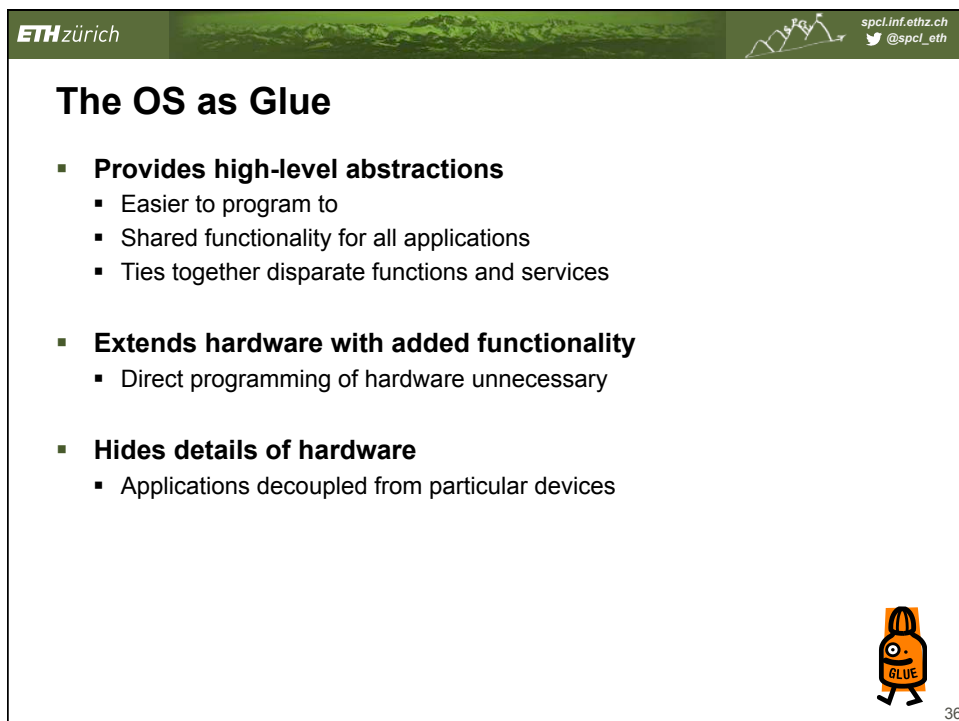 ETH zürich
spcl.inf.ethz.ch
@spcl_eth
SPCL
The OS as Glue
Provides high-level abstractions
Easier to program to
Shared functionality for all applications
Ties together disparate functions and services
Extends hardware with added functionality
Direct programming of hardware unnecessary
Hides details of hardware
Applications decoupled from particular devices
GLUE
36